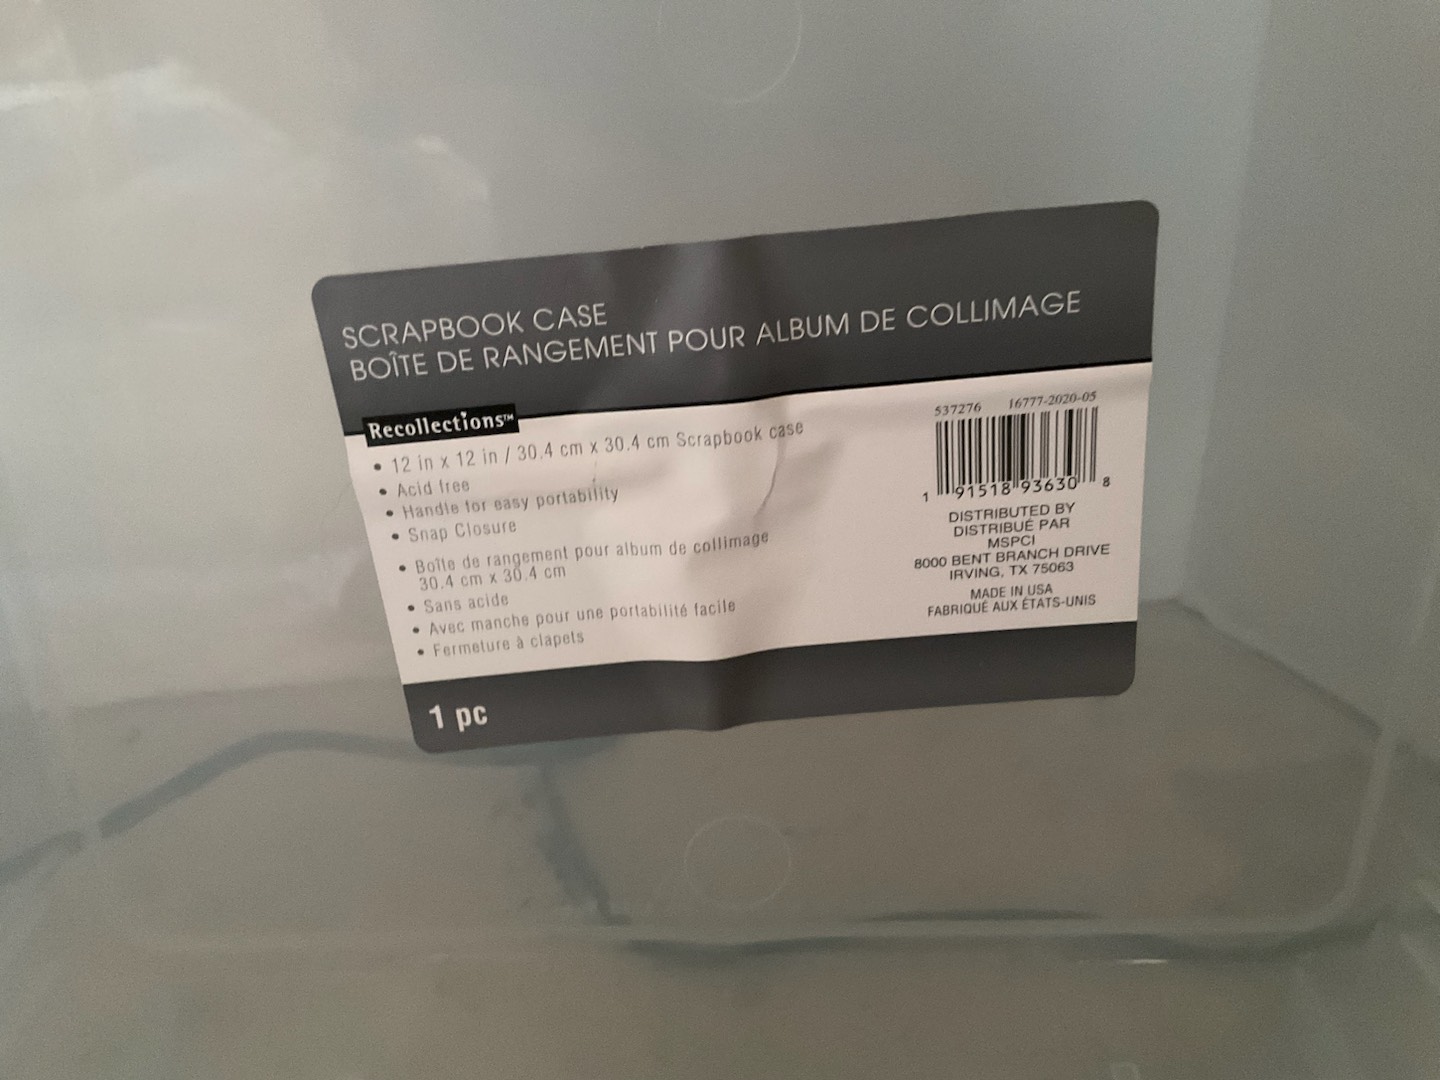 SCRAPBOOK CASE
BOÎTE DE RANGEMENT POUR ALBUM DE COLLIMAGE
Recollections™
• 12 in x 12 in / 30.4 cm x 30.4 cm Scrapbook case
• Acid free
• Handle for easy portability
• Snap Closure
• Boîte de rangement pour album de collimage
30.4 cm x 30.4 cm
• Sans acide
• Avec manche pour une portabilité facile
• Fermeture à clapets
1 pc
537276 16777-2020-05
1 91518 93630 8
DISTRIBUTED BY
DISTRIBUÉ PAR
MSPCI
8000 BENT BRANCH DRIVE
IRVING, TX 75063
MADE IN USA
FABRIQUÉ AUX ÉTATS-UNIS